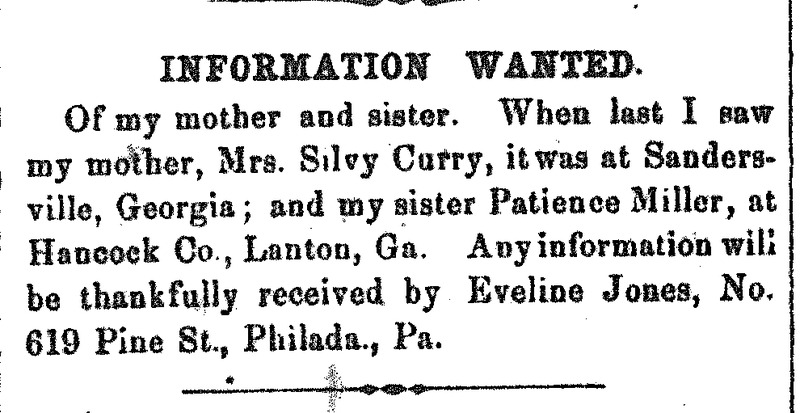 INFORMATION WANTED.
Of my mother and sister. When last I saw
my mother, Mrs. Silvy Curry, it was at Sanders-
ville, Georgia; and my sister Patience Miller, at
Hancock Co., Lanton, Ga. Any information will
be thankfully received by Eveline Jones, No.
619 Pine St., Philada., Pa.